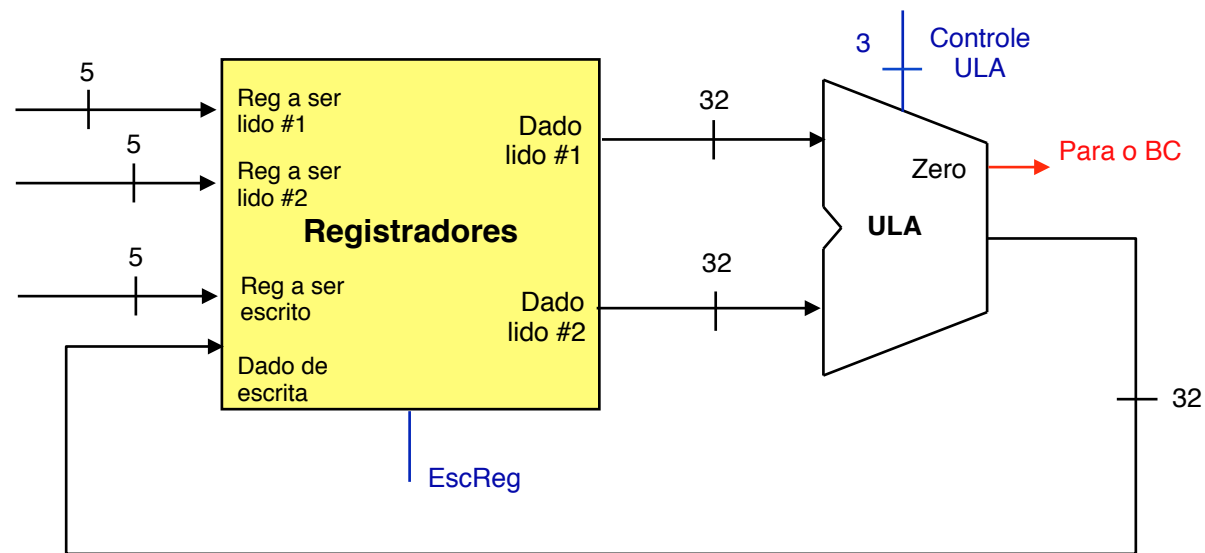 3
Controle
ULA
5
Reg a ser
lido #1
5
Reg a ser
lido #2
Registradores
5
Reg a ser
escrito
Dado de
escrita
Dado
lido #1
Dado
lido #2
EscReg
32
32
Zero
ULA
Para o BC
32